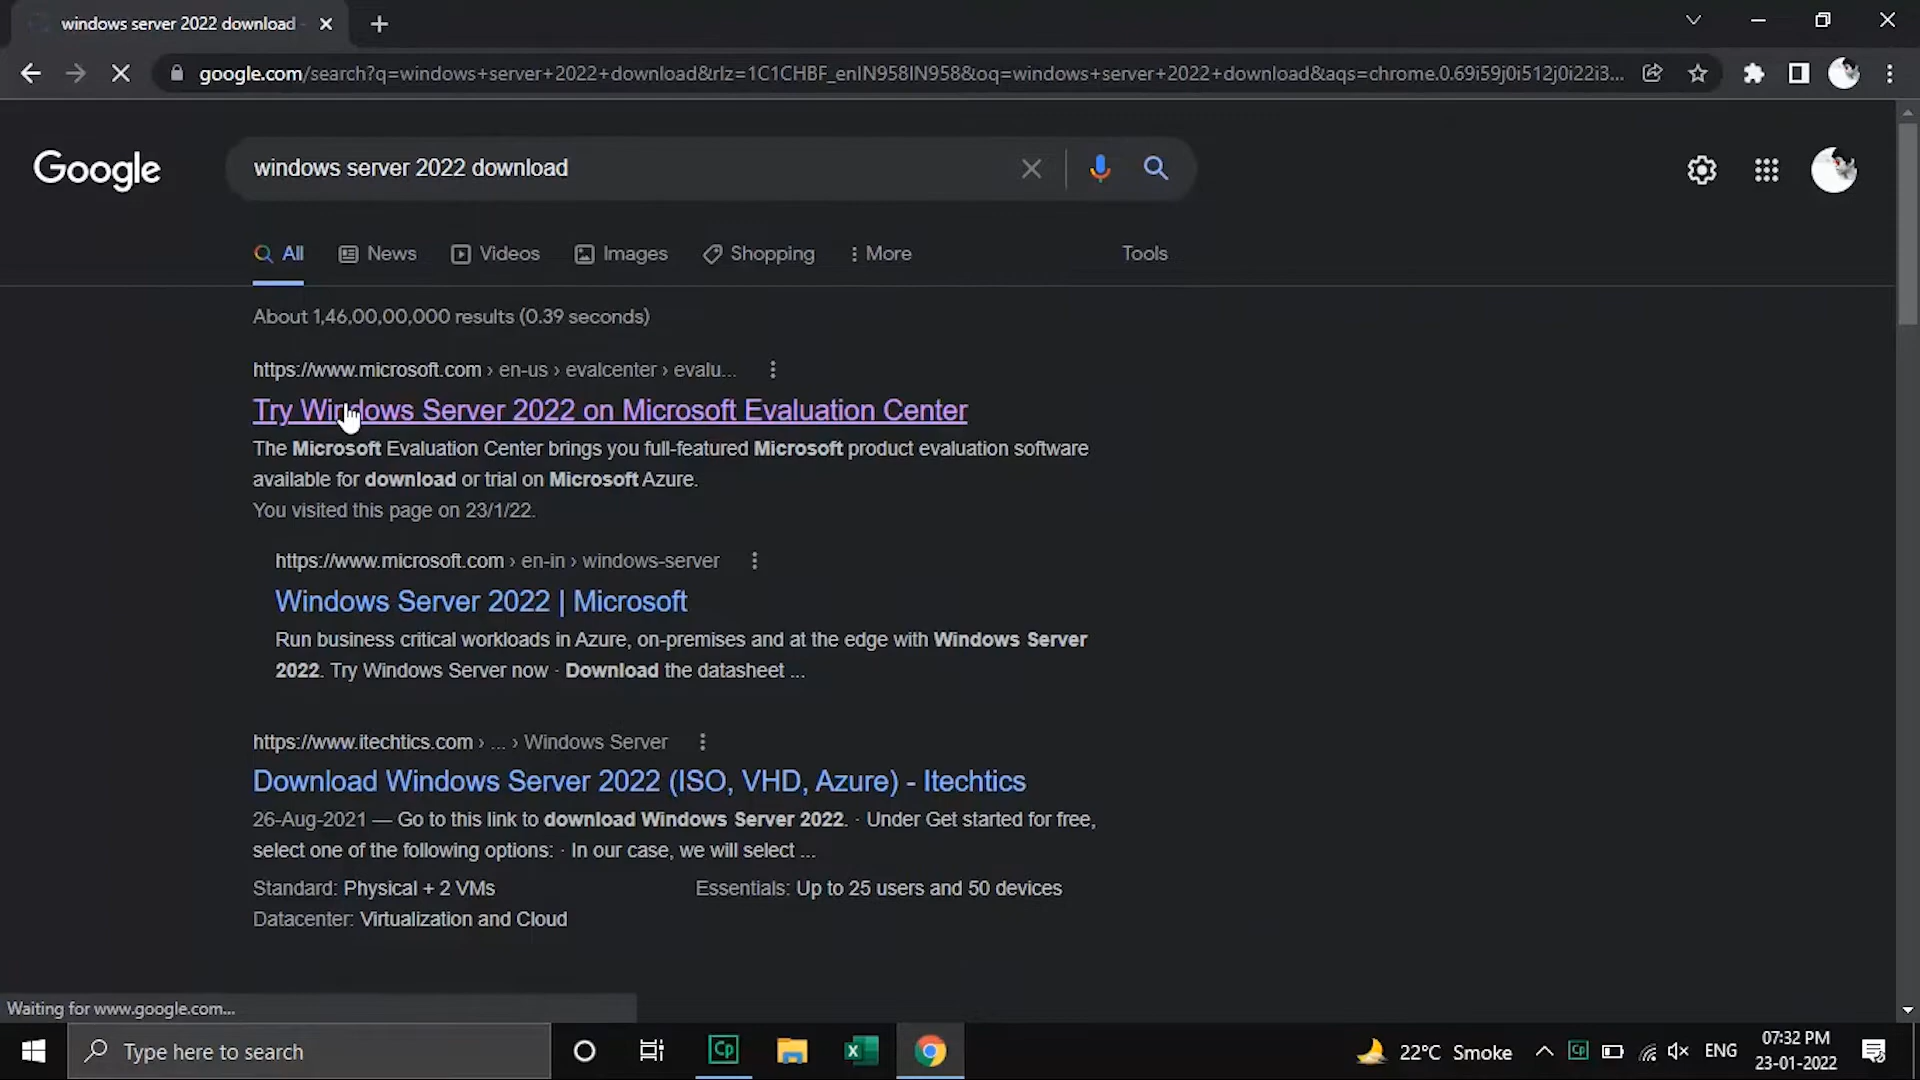 windows server 2022 download
google.com/search?q=windows+server+2022+download&rlz=1C1CHBF_enIN958IN958&oq=windows+server+2022+download&aqs=chrome.0.69i59j0i512j0i22i3...
Google
windows server 2022 download
All News Videos Images Shopping More Tools
About 1,46,00,00,000 results (0.39 seconds)
https://www.microsoft.com › en-us › evalcenter › evalu...
Try Windows Server 2022 on Microsoft Evaluation Center
The Microsoft Evaluation Center brings you full-featured Microsoft product evaluation software
available for download or trial on Microsoft Azure.
You visited this page on 23/1/22.
https://www.microsoft.com › en-in › windows-server
Windows Server 2022 | Microsoft
Run business critical workloads in Azure, on-premises and at the edge with Windows Server
2022. Try Windows Server now · Download the datasheet ...
https://www.itechtics.com › ... › Windows Server
Download Windows Server 2022 (ISO, VHD, Azure) - Itechtics
26-Aug-2021 — Go to this link to download Windows Server 2022. · Under Get started for free,
select one of the following options: · In our case, we will select ...
Standard: Physical + 2 VMs Essentials: Up to 25 users and 50 devices
Datacenter: Virtualization and Cloud
Waiting for www.google.com...
Type here to search
Cp
22°C Smoke
Cp
ENG
07:32 PM
23-01-2022